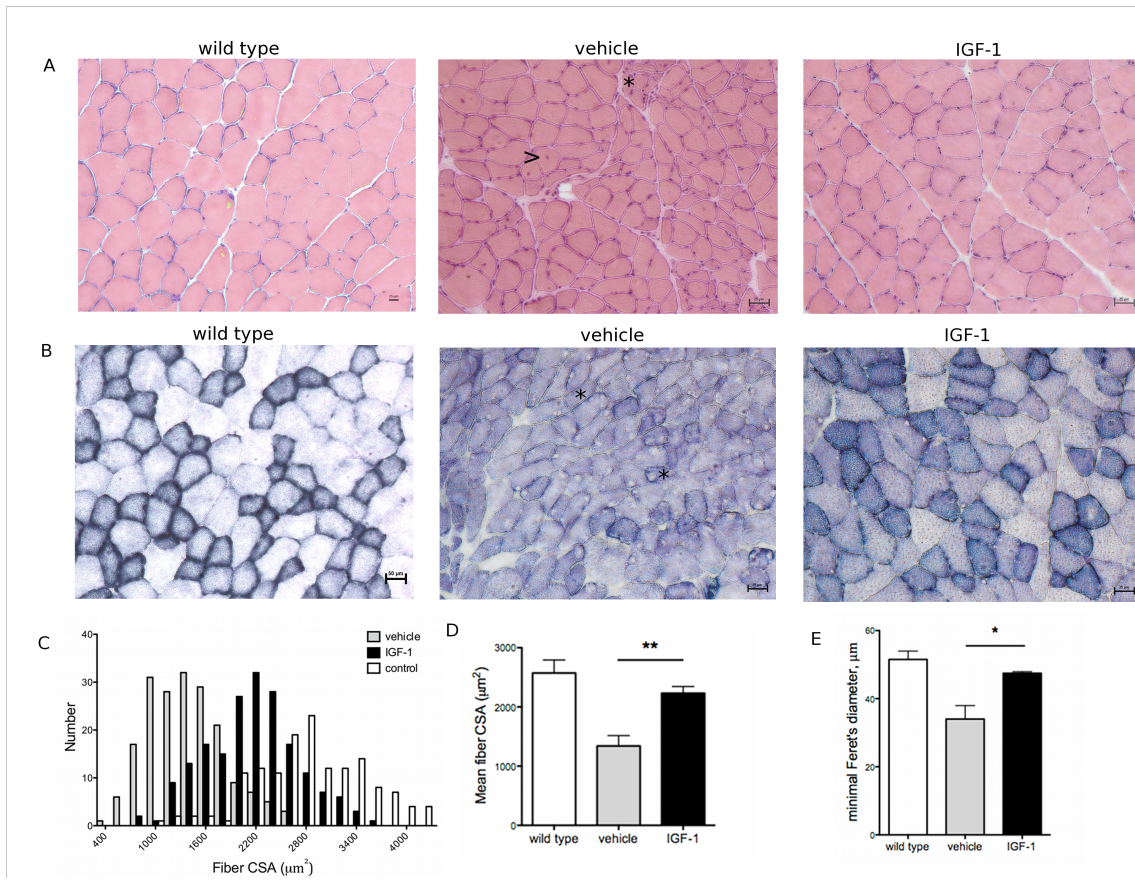 wild type vehicle IGF-1
A
*
>
B
wild type vehicle IGF-1
50 µm
*
*
C
40
30
20
10
0
Number
vehicle
IGF-1
control
400 1000 1600 2200 2800 3400 4000
Fiber CSA (µm²)
D
3000
2000
1000
0
Mean fiber CSA (µm²)
**
wild type vehicle IGF-1
E
60
40
20
0
minimal Feret's diameter, µm
*
wild type vehicle IGF-1